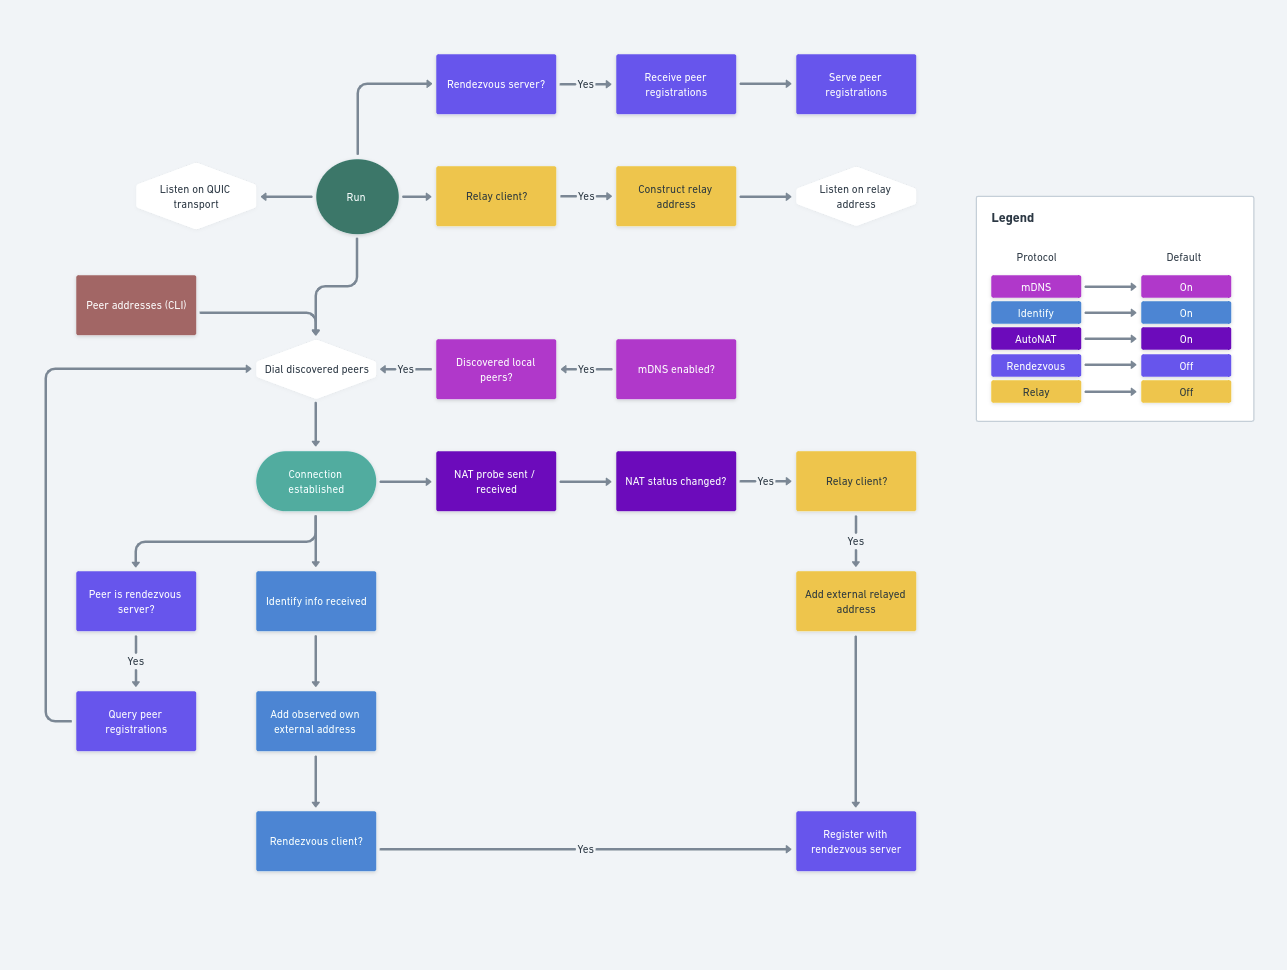 Rendezvous server?
Yes
Receive peer
registrations
Serve peer
registrations
Listen on QUIC
transport
Run
Relay client?
Yes
Construct relay
address
Listen on relay
address
Peer addresses (CLI)
Dial discovered peers
Yes
Discovered local
peers?
Yes
mDNS enabled?
Connection
established
NAT probe sent /
received
NAT status changed?
Yes
Relay client?
Yes
Peer is rendezvous
server?
Identify info received
Add external relayed
address
Yes
Query peer
registrations
Add observed own
external address
Rendezvous client?
Yes
Register with
rendezvous server
Legend
Protocol
Default
mDNS
On
Identify
On
AutoNAT
On
Rendezvous
Off
Relay
Off